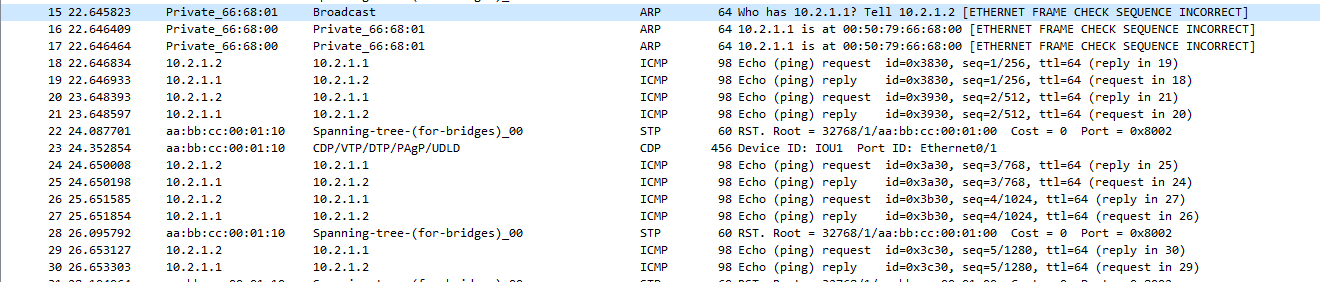 15 22.645823 Private_66:68:01 Broadcast ARP 64 Who has 10.2.1.1? Tell 10.2.1.2 [ETHERNET FRAME CHECK SEQUENCE INCORRECT]
16 22.646409 Private_66:68:00 Private_66:68:01 ARP 64 10.2.1.1 is at 00:50:79:66:68:00 [ETHERNET FRAME CHECK SEQUENCE INCORRECT]
17 22.646464 Private_66:68:00 Private_66:68:01 ARP 64 10.2.1.1 is at 00:50:79:66:68:00 [ETHERNET FRAME CHECK SEQUENCE INCORRECT]
18 22.646834 10.2.1.2 10.2.1.1 ICMP 98 Echo (ping) request id=0x3830, seq=1/256, ttl=64 (reply in 19)
19 22.646933 10.2.1.1 10.2.1.2 ICMP 98 Echo (ping) reply id=0x3830, seq=1/256, ttl=64 (request in 18)
20 23.648393 10.2.1.2 10.2.1.1 ICMP 98 Echo (ping) request id=0x3930, seq=2/512, ttl=64 (reply in 21)
21 23.648597 10.2.1.1 10.2.1.2 ICMP 98 Echo (ping) reply id=0x3930, seq=2/512, ttl=64 (request in 20)
22 24.087701 aa:bb:cc:00:01:10 Spanning-tree-(for-bridges)_00 STP 60 RST. Root = 32768/1/aa:bb:cc:00:01:00 Cost = 0 Port = 0x8002
23 24.352854 aa:bb:cc:00:01:10 CDP/VTP/DTP/PAgP/UDLD CDP 456 Device ID: IOU1 Port ID: Ethernet0/1
24 24.650008 10.2.1.2 10.2.1.1 ICMP 98 Echo (ping) request id=0x3a30, seq=3/768, ttl=64 (reply in 25)
25 24.650198 10.2.1.1 10.2.1.2 ICMP 98 Echo (ping) reply id=0x3a30, seq=3/768, ttl=64 (request in 24)
26 25.651585 10.2.1.2 10.2.1.1 ICMP 98 Echo (ping) request id=0x3b30, seq=4/1024, ttl=64 (reply in 27)
27 25.651854 10.2.1.1 10.2.1.2 ICMP 98 Echo (ping) reply id=0x3b30, seq=4/1024, ttl=64 (request in 26)
28 26.095792 aa:bb:cc:00:01:10 Spanning-tree-(for-bridges)_00 STP 60 RST. Root = 32768/1/aa:bb:cc:00:01:00 Cost = 0 Port = 0x8002
29 26.653127 10.2.1.2 10.2.1.1 ICMP 98 Echo (ping) request id=0x3c30, seq=5/1280, ttl=64 (reply in 30)
30 26.653303 10.2.1.1 10.2.1.2 ICMP 98 Echo (ping) reply id=0x3c30, seq=5/1280, ttl=64 (request in 29)